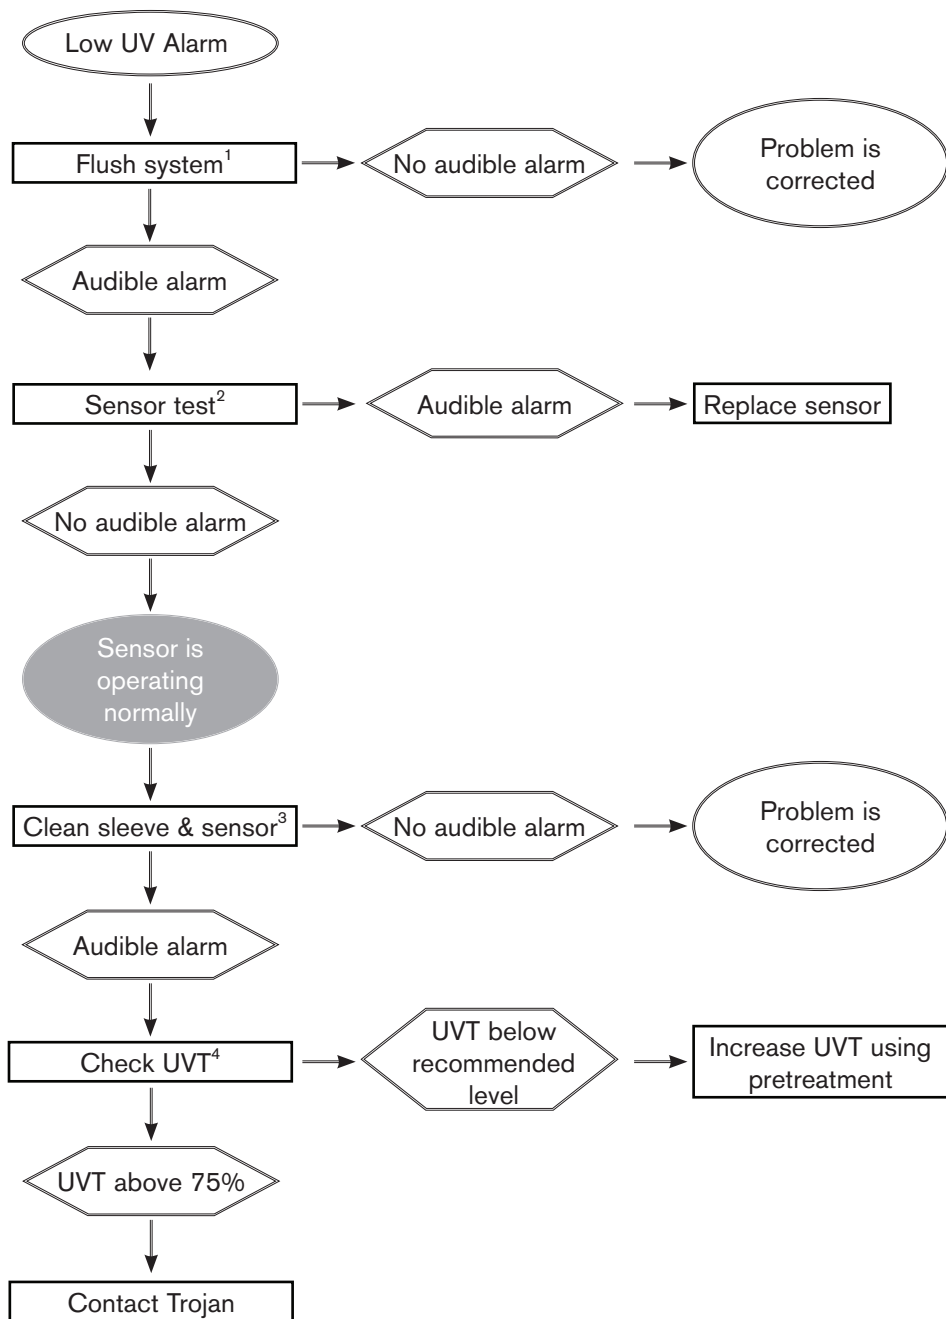 Low UV Alarm
Flush system¹
No audible alarm
Problem is
corrected
Audible alarm
Sensor test²
Audible alarm
Replace sensor
No audible alarm
Sensor is
operating
normally
Clean sleeve & sensor³
No audible alarm
Problem is
corrected
Audible alarm
Check UVT⁴
UVT below
recommended
level
Increase UVT using
pretreatment
UVT above 75%
Contact Trojan